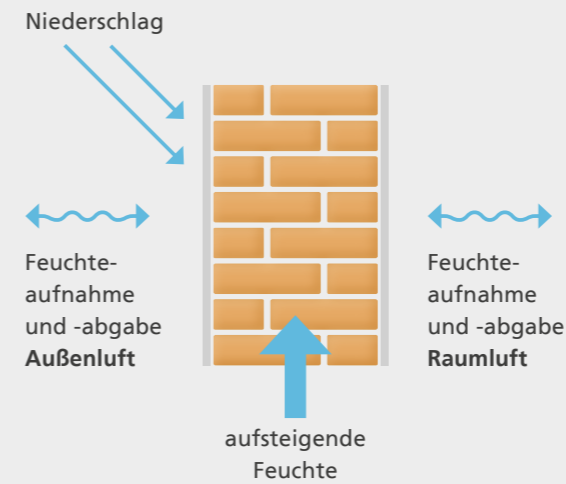 Niederschlag
Feuchte-
aufnahme
und -abgabe
Außenluft
Feuchte-
aufnahme
und -abgabe
Raumluft
aufsteigende
Feuchte